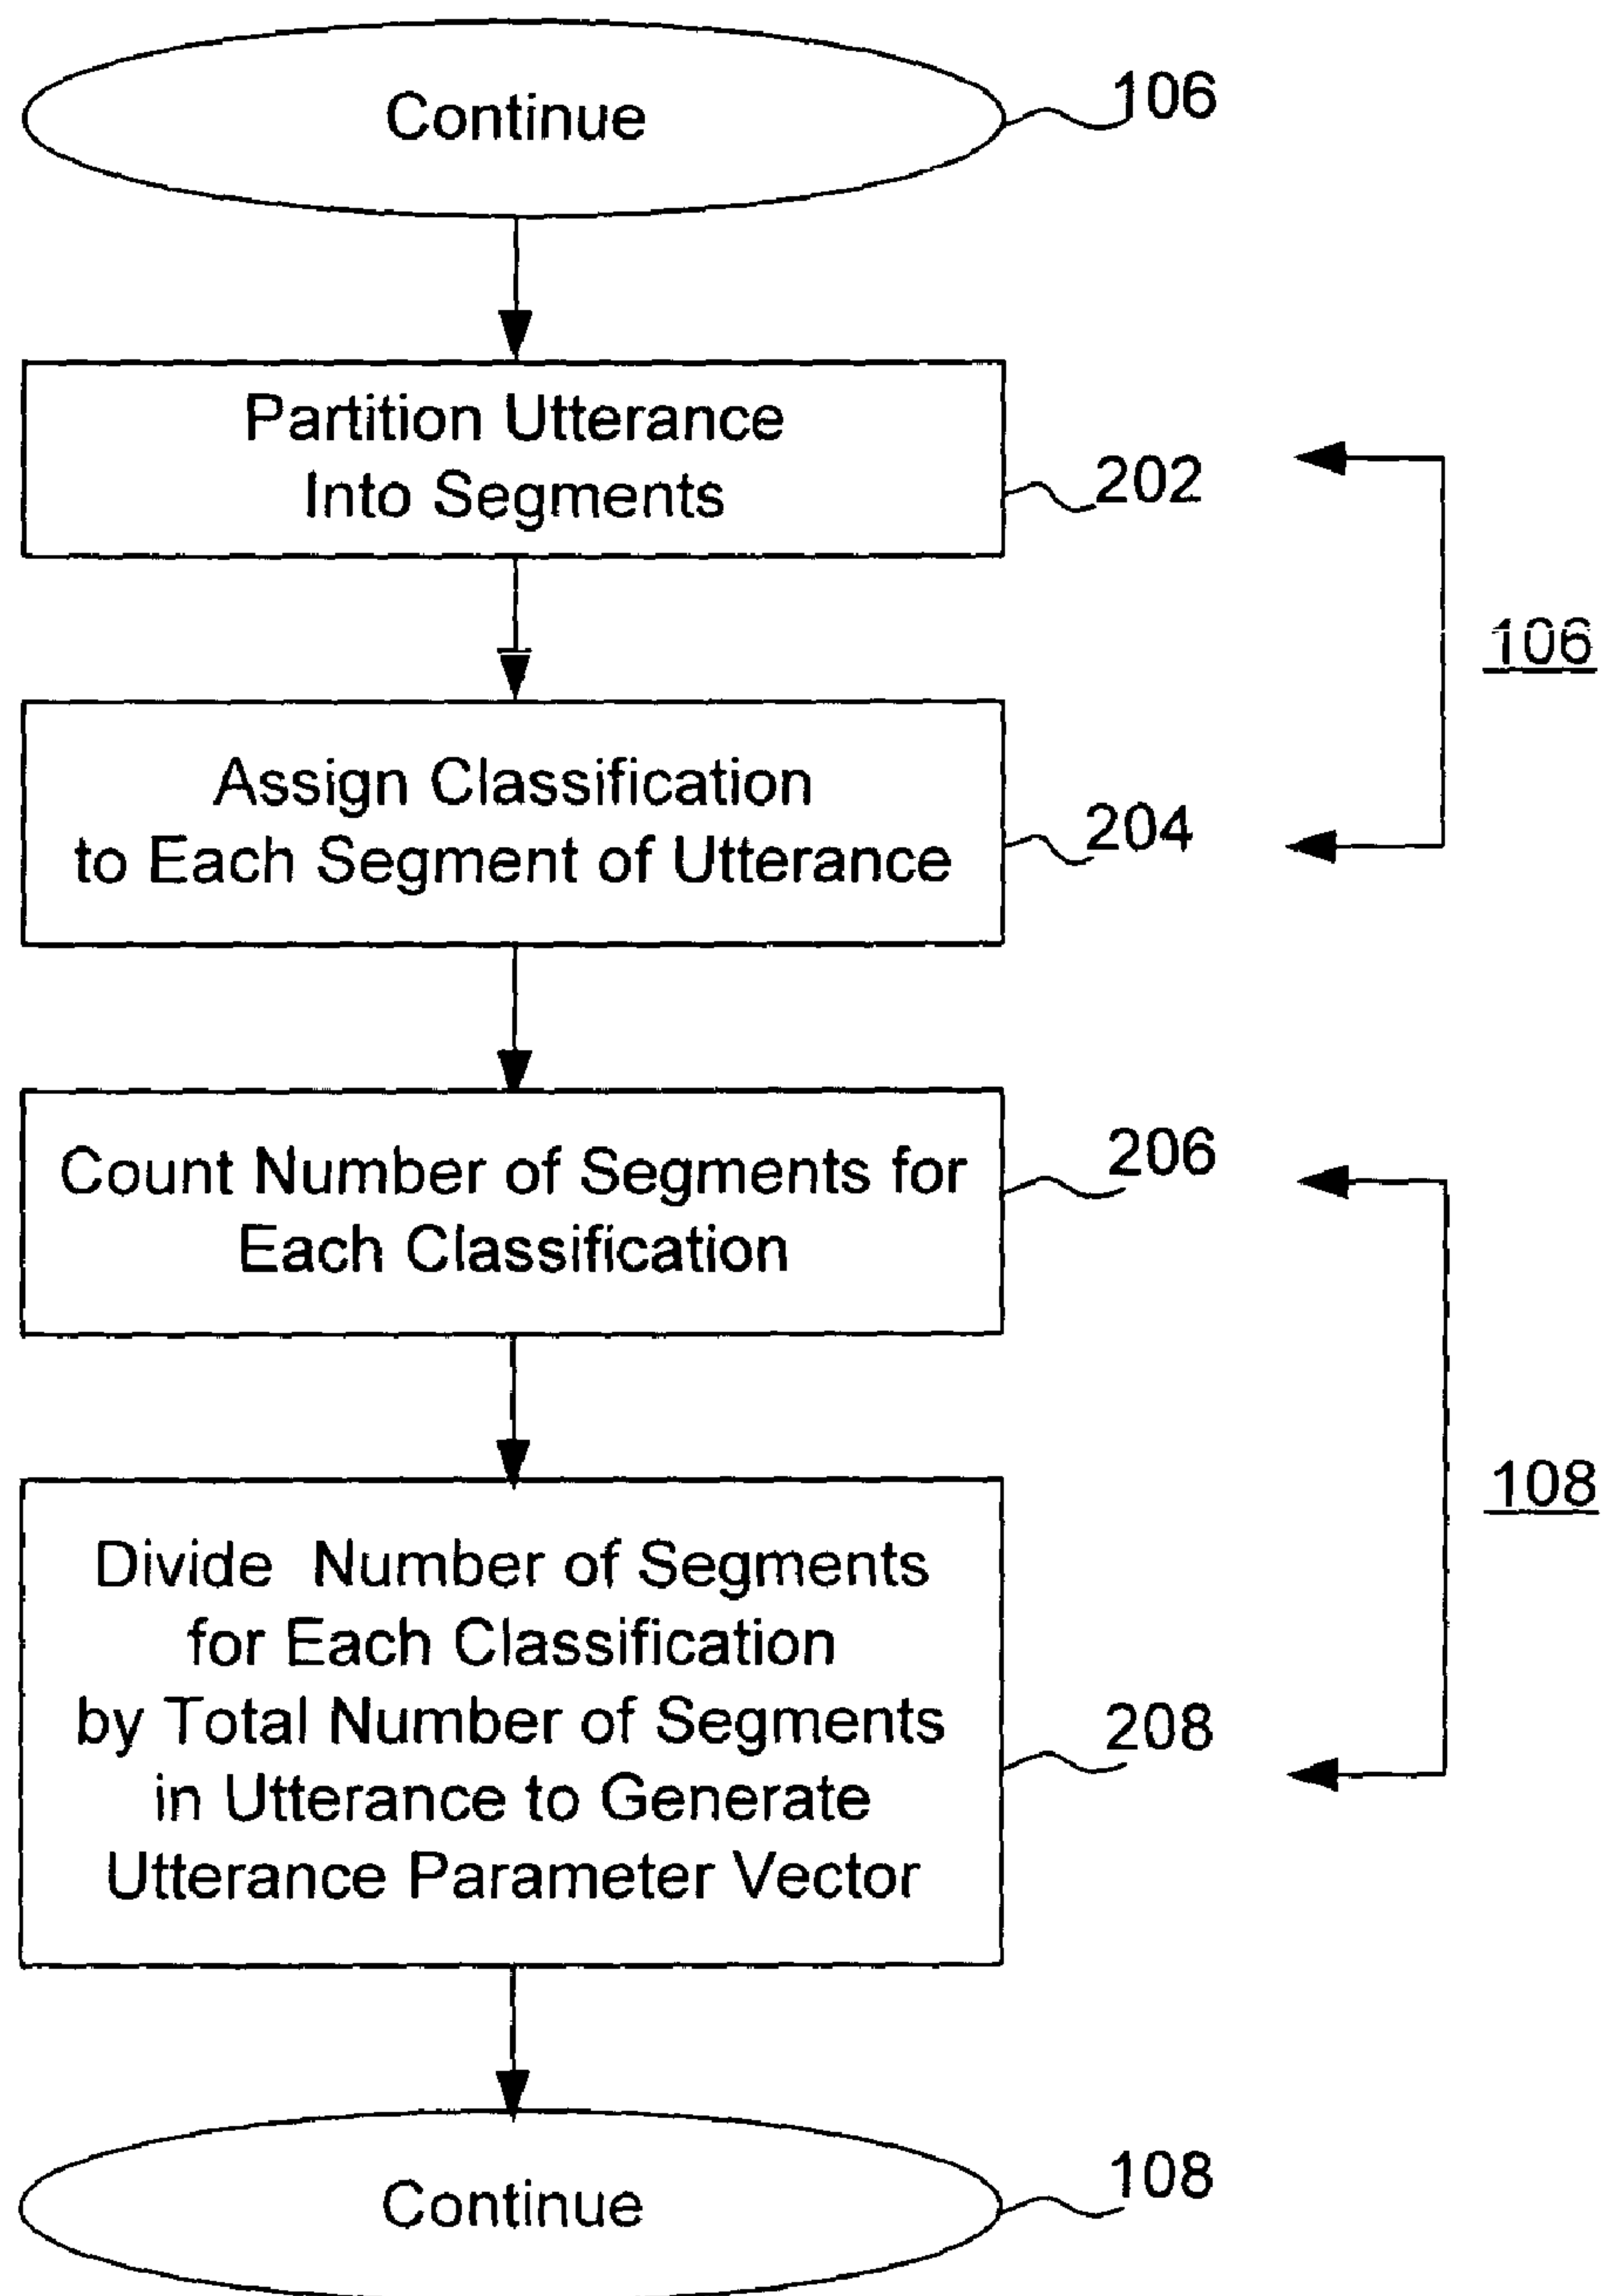 Continue
106
Partition Utterance
Into Segments
202
106
Assign Classification
to Each Segment of Utterance
204
Count Number of Segments for
Each Classification
206
108
Divide Number of Segments
for Each Classification
by Total Number of Segments
in Utterance to Generate
Utterance Parameter Vector
208
Continue
108